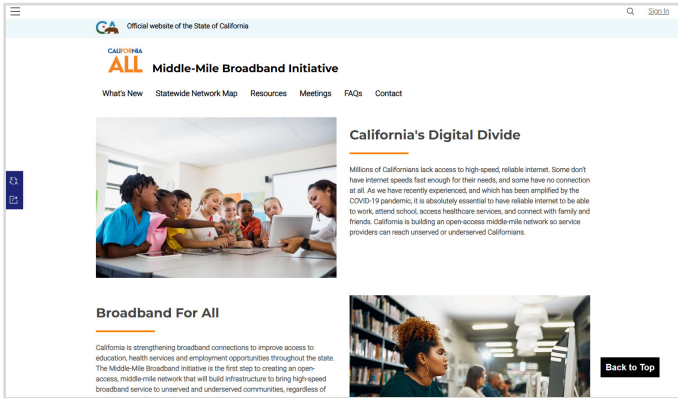 Sign In
Official website of the State of California
CALIFORNIA
ALL
Middle-Mile Broadband Initiative
What's New Statewide Network Map Resources Meetings FAQs Contact
California's Digital Divide
Millions of Californians lack access to high-speed, reliable internet. Some don't
have internet speeds fast enough for their needs, and some have no connection
at all. As we have recently experienced, and which has been amplified by the
COVID-19 pandemic, it is absolutely essential to have reliable internet to be able
to work, attend school, access healthcare services, and connect with family and
friends. California is building an open-access middle-mile network so service
providers can reach unserved or underserved Californians.
Broadband For All
California is strengthening broadband connections to improve access to
education, health services and employment opportunities throughout the state.
The Middle-Mile Broadband Initiative is the first step to creating an open-
access, middle-mile network that will build infrastructure to bring high-speed
broadband service to unserved and underserved communities, regardless of
Back to Top